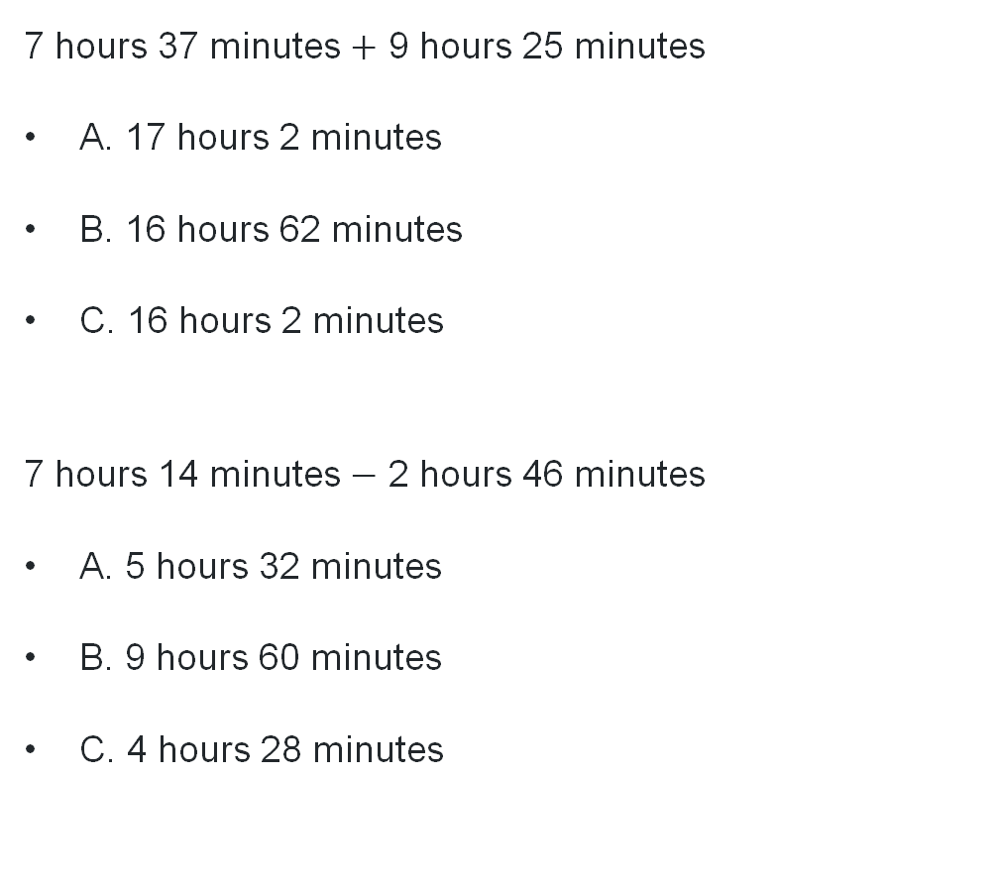 7 hours 37 minutes + 9 hours 25 minutes
• A. 17 hours 2 minutes
• B. 16 hours 62 minutes
• C. 16 hours 2 minutes
7 hours 14 minutes − 2 hours 46 minutes
• A. 5 hours 32 minutes
• B. 9 hours 60 minutes
• C. 4 hours 28 minutes